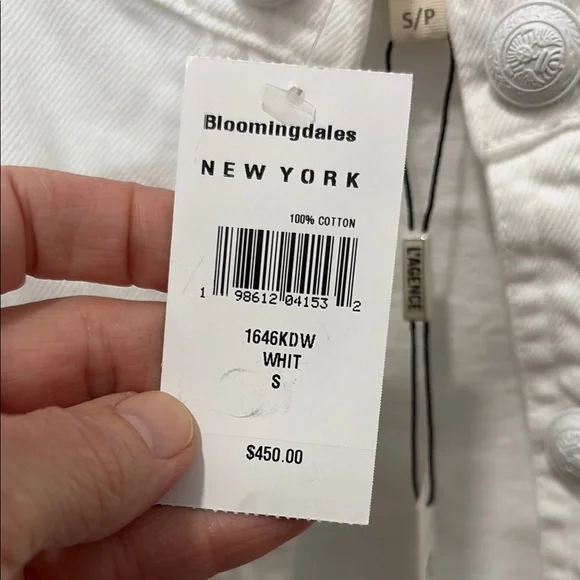 S/P
Bloomingdales
NEW YORK
100% COTTON
1 98612 04153 2
1646KDW
WHIT
S
$450.00
L'AGENCE